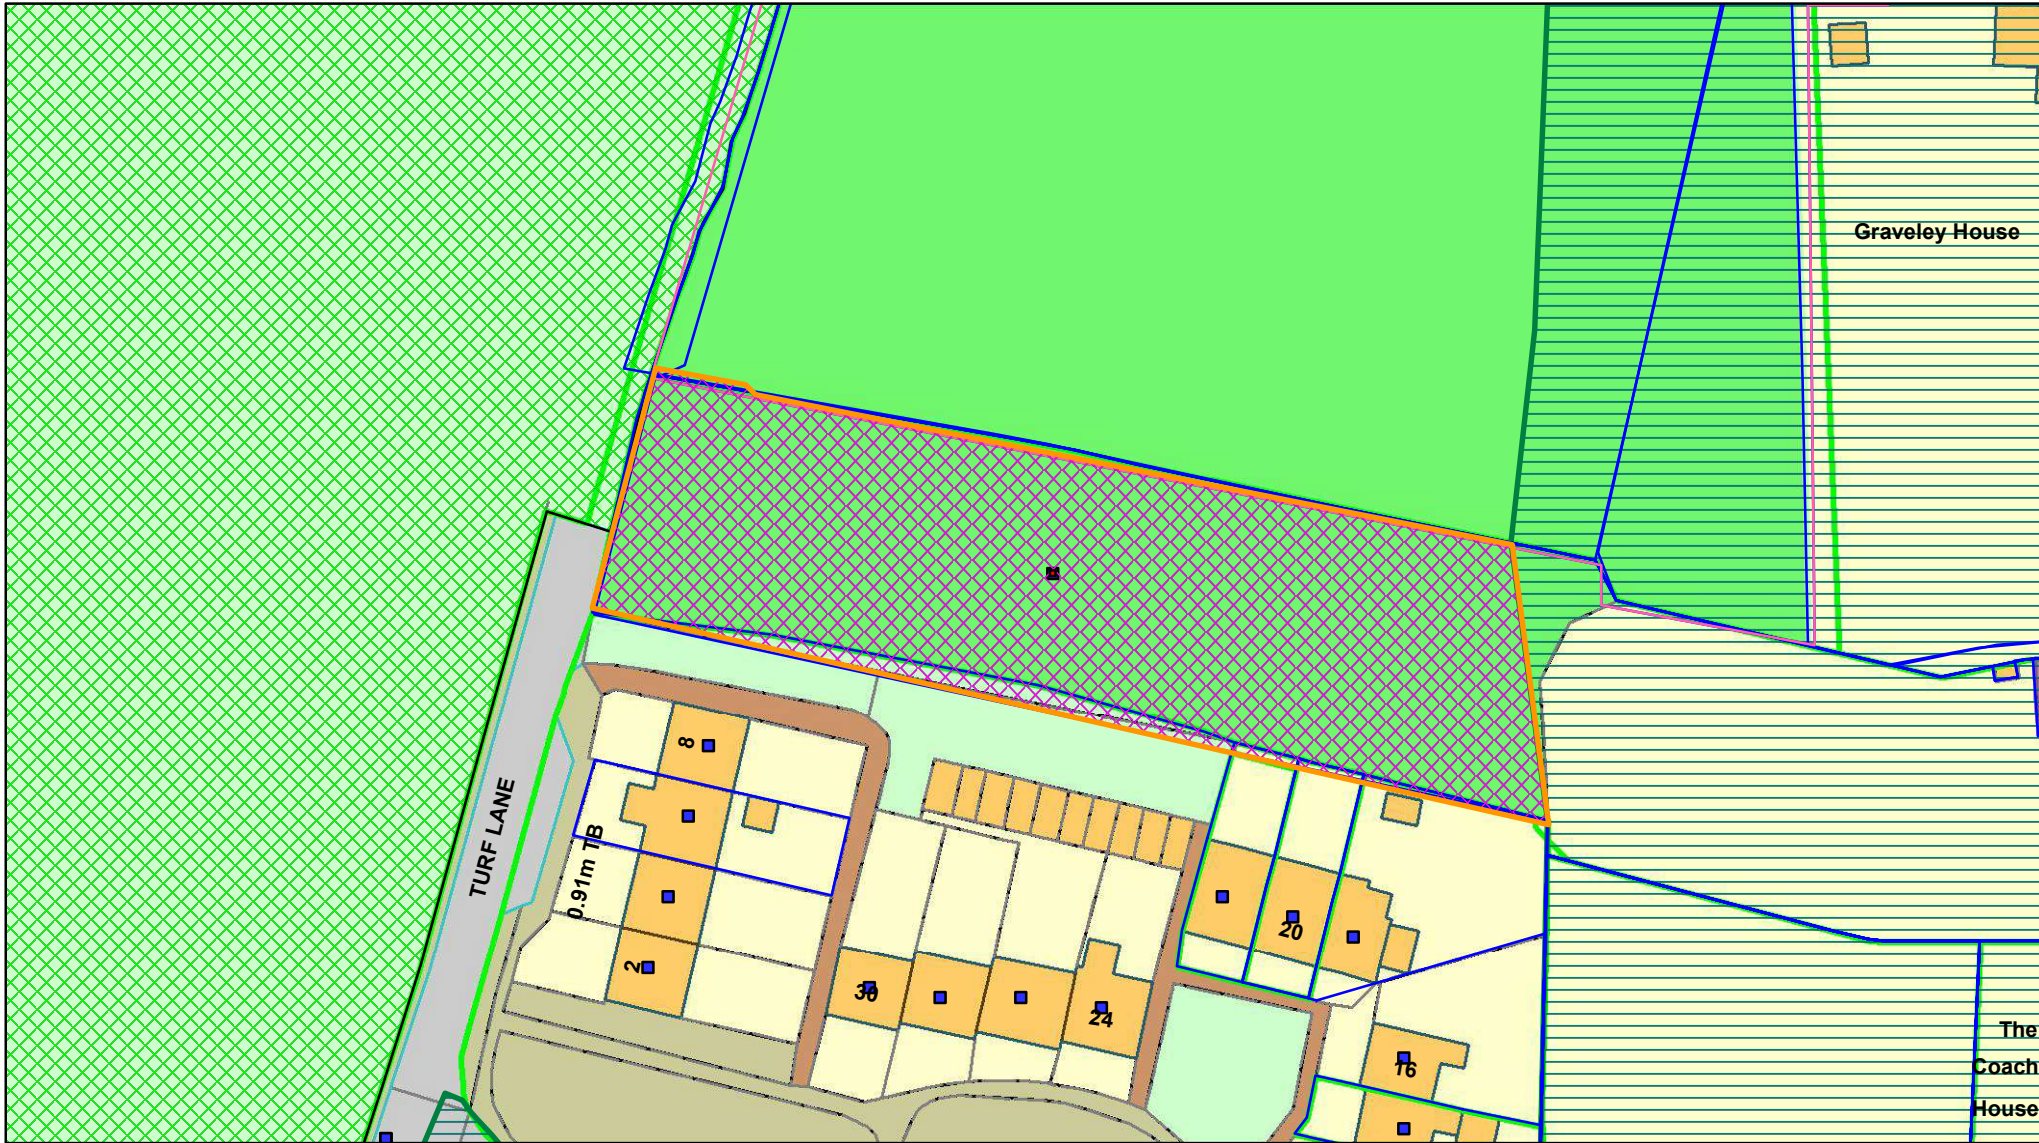 Graveley House
8
TURF LANE
0.91m TB
2
30
24
20
16
The
Coach
House